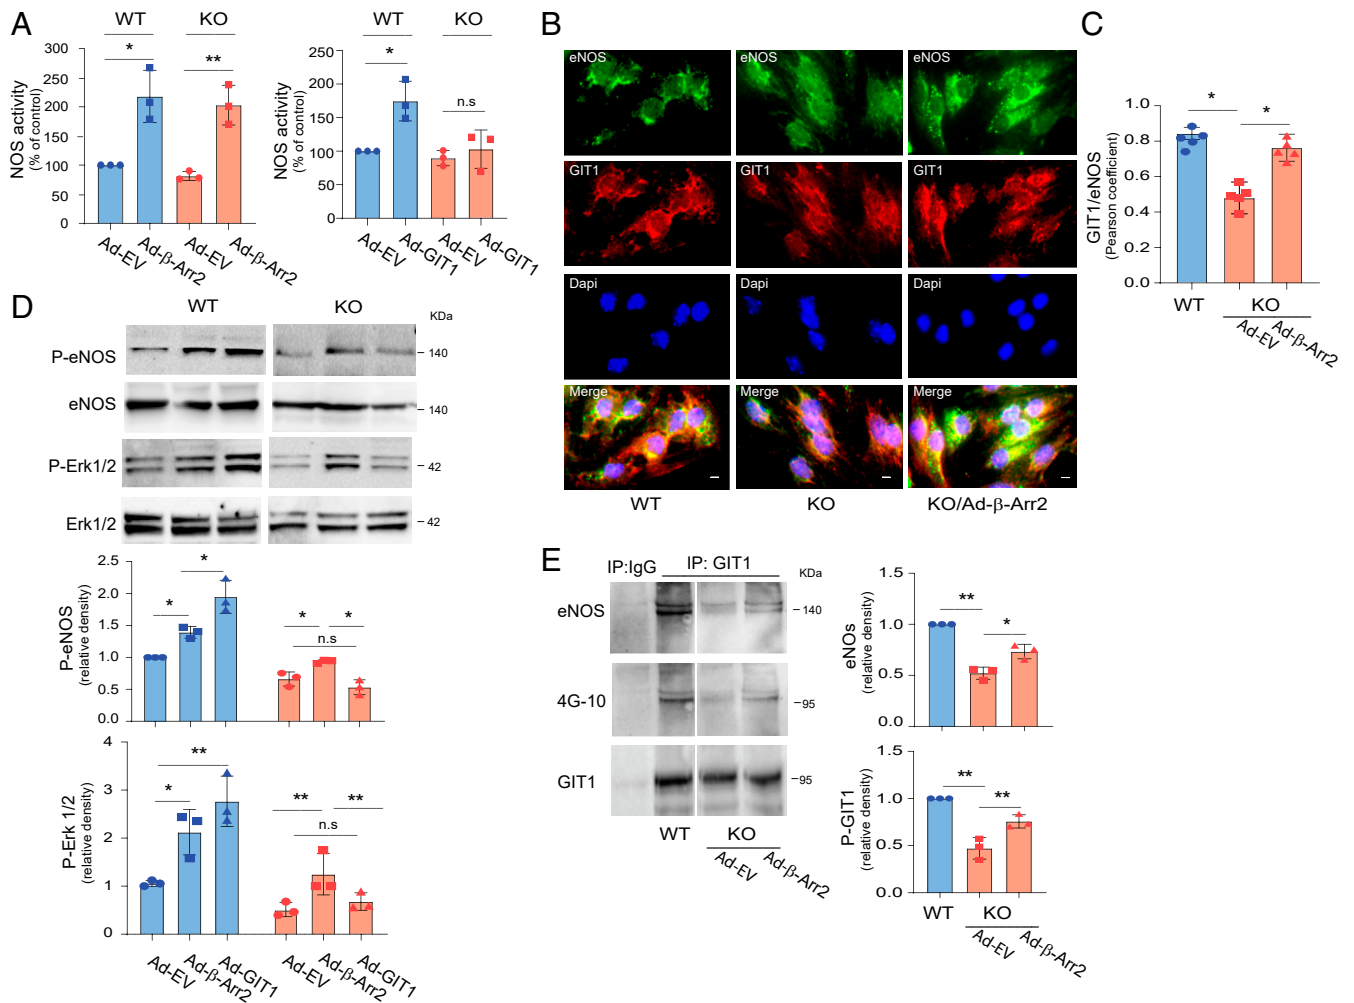 A
WT
KO
NOS activity
(% of control)
300
250
200
150
100
50
0
*
**
Ad-EV
Ad-β-Arr2
Ad-EV
Ad-β-Arr2
WT
KO
NOS activity
(% of control)
250
200
150
100
50
0
*
n.s
Ad-EV
Ad-GIT1
Ad-EV
Ad-GIT1
B
eNOS
eNOS
eNOS
GIT1
GIT1
GIT1
Dapi
Dapi
Dapi
Merge
Merge
Merge
WT
KO
KO/Ad-β-Arr2
C
GIT1/eNOS
(Pearson coefficient)
1.0
0.8
0.6
0.4
0.2
0.0
*
*
WT
KO
Ad-EV
Ad-β-Arr2
D
WT
KO
KDa
P-eNOS
140
eNOS
140
P-Erk1/2
42
Erk1/2
42
P-eNOS
(relative density)
2.5
2.0
1.5
1.0
0.5
0.0
*
*
*
*
n.s
P-Erk 1/2
(relative density)
4
3
2
1
0
**
*
**
**
n.s
Ad-EV
Ad-β-Arr2
Ad-GIT1
Ad-EV
Ad-β-Arr2
Ad-GIT1
E
IP:IgG
IP: GIT1
KDa
eNOS
140
4G-10
95
GIT1
95
WT
KO
Ad-EV
Ad-β-Arr2
eNOs
(relative density)
1.5
1.0
0.5
0.0
**
*
P-GIT1
(relative density)
1.5
1.0
0.5
0.0
**
**
WT
KO
Ad-EV
Ad-β-Arr2